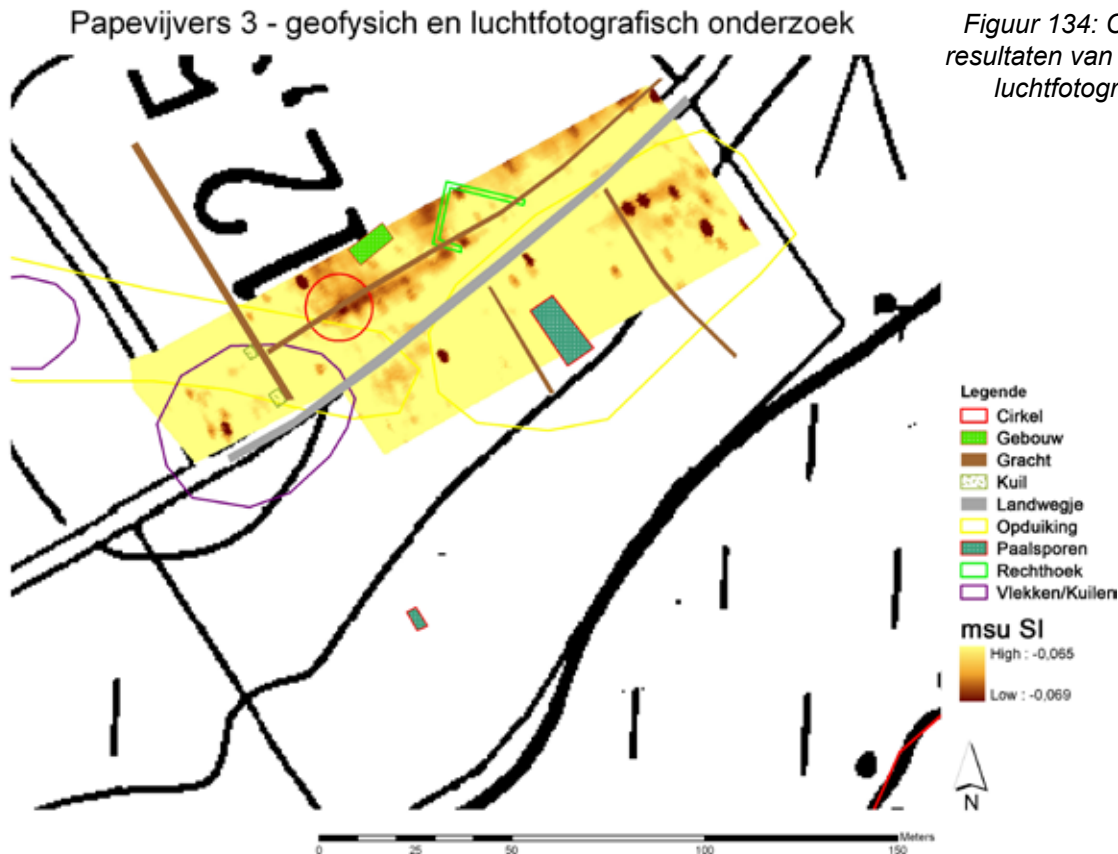 Papevijvers 3 - geofysich en luchtfotografisch onderzoek
Figuur 134: 
resultaten van
luchtfotogr
12
Legende
Cirkel
Gebouw
Gracht
Kuil
Landwegje
Opduiking
Paalsporen
Rechthoek
Vlekken/Kuilen
msu SI
High : -0,065
Low : -0,069
N
Meters
0 25 50 100 150